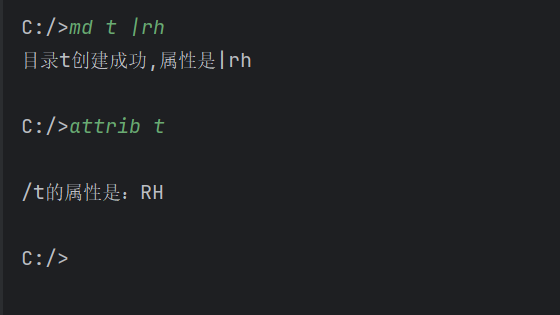 C:/>md t |rh
目录t创建成功,属性是|rh
C:/>attrib t
/t的属性是：RH
C:/>